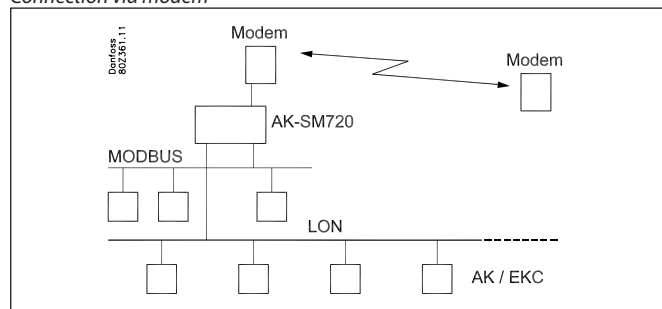 Connection via modem
Danfoss
80Z361.11
Modem
Modem
AK-SM720
MODBUS
LON
AK / EKC